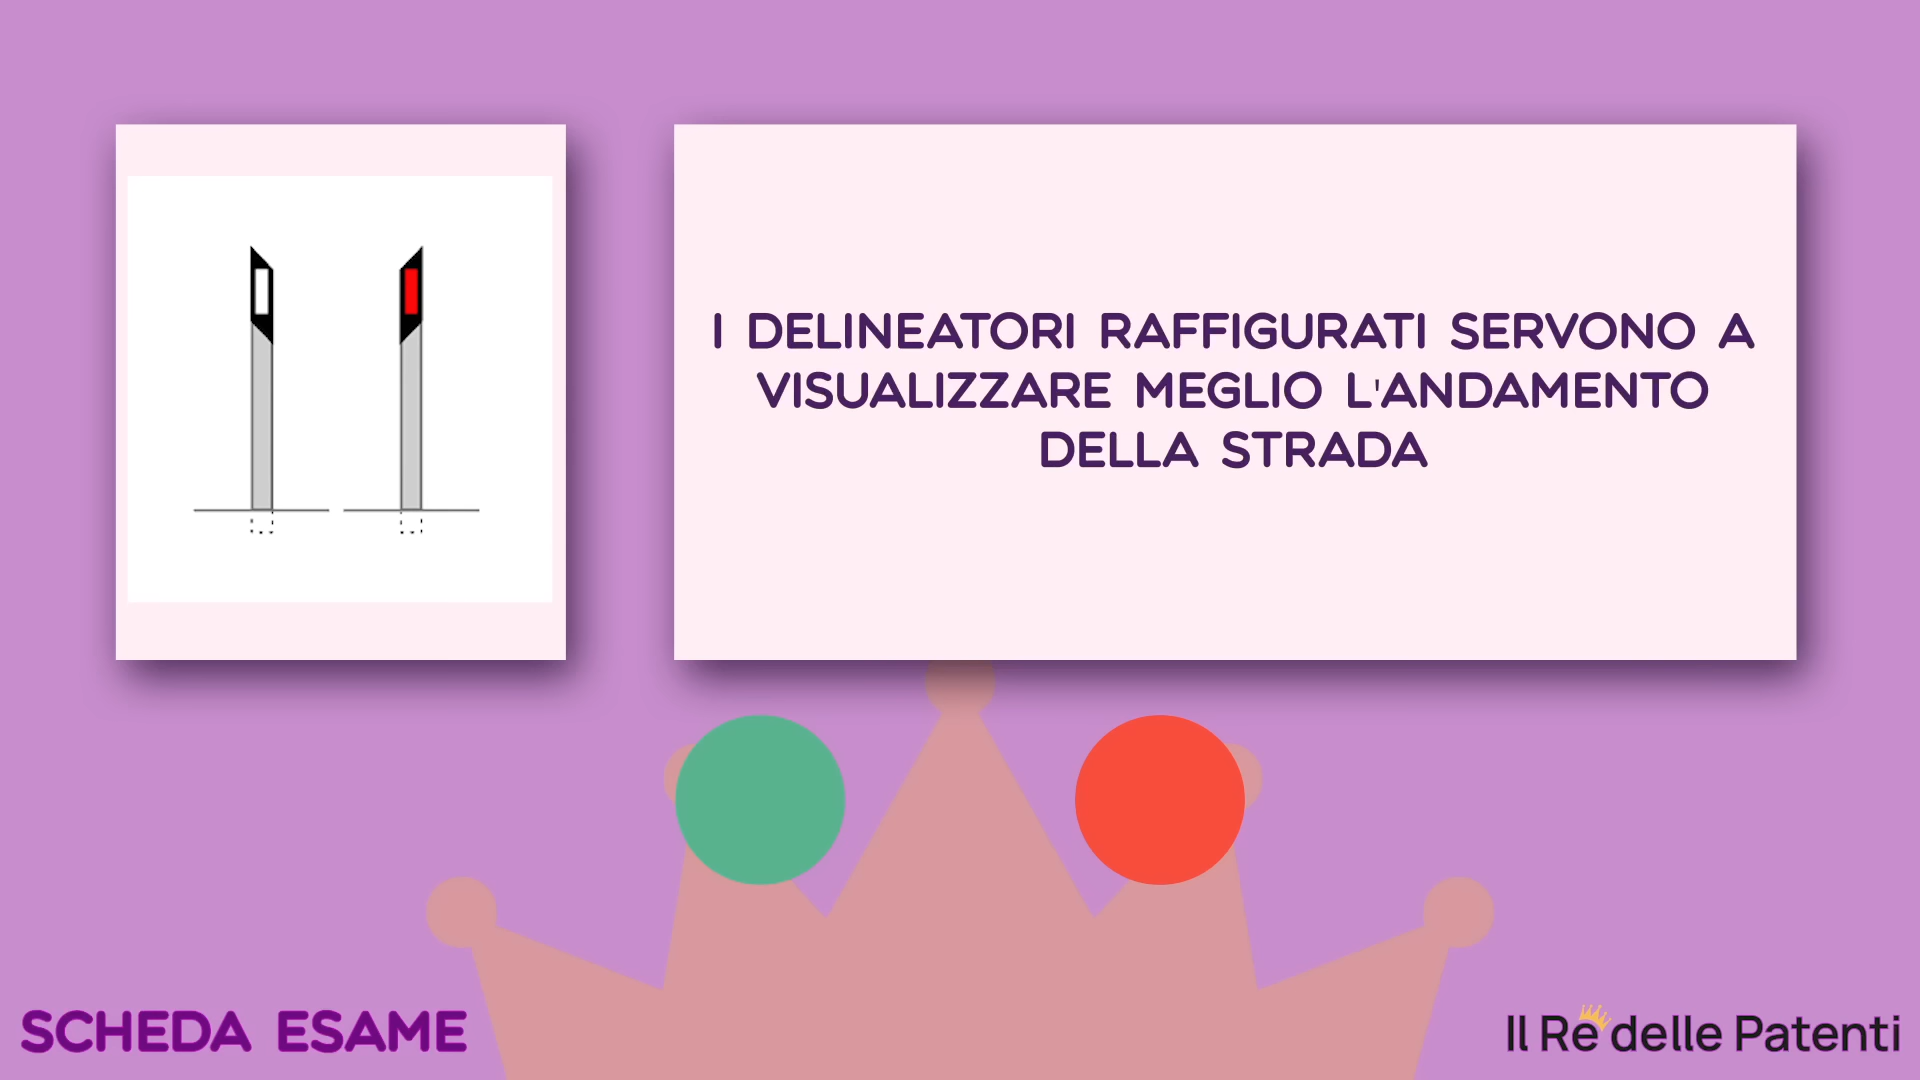 I DELINEATORI RAFFIGURATI SERVONO A
VISUALIZZARE MEGLIO L'ANDAMENTO
DELLA STRADA
SCHEDA ESAME
Il Re delle Patenti